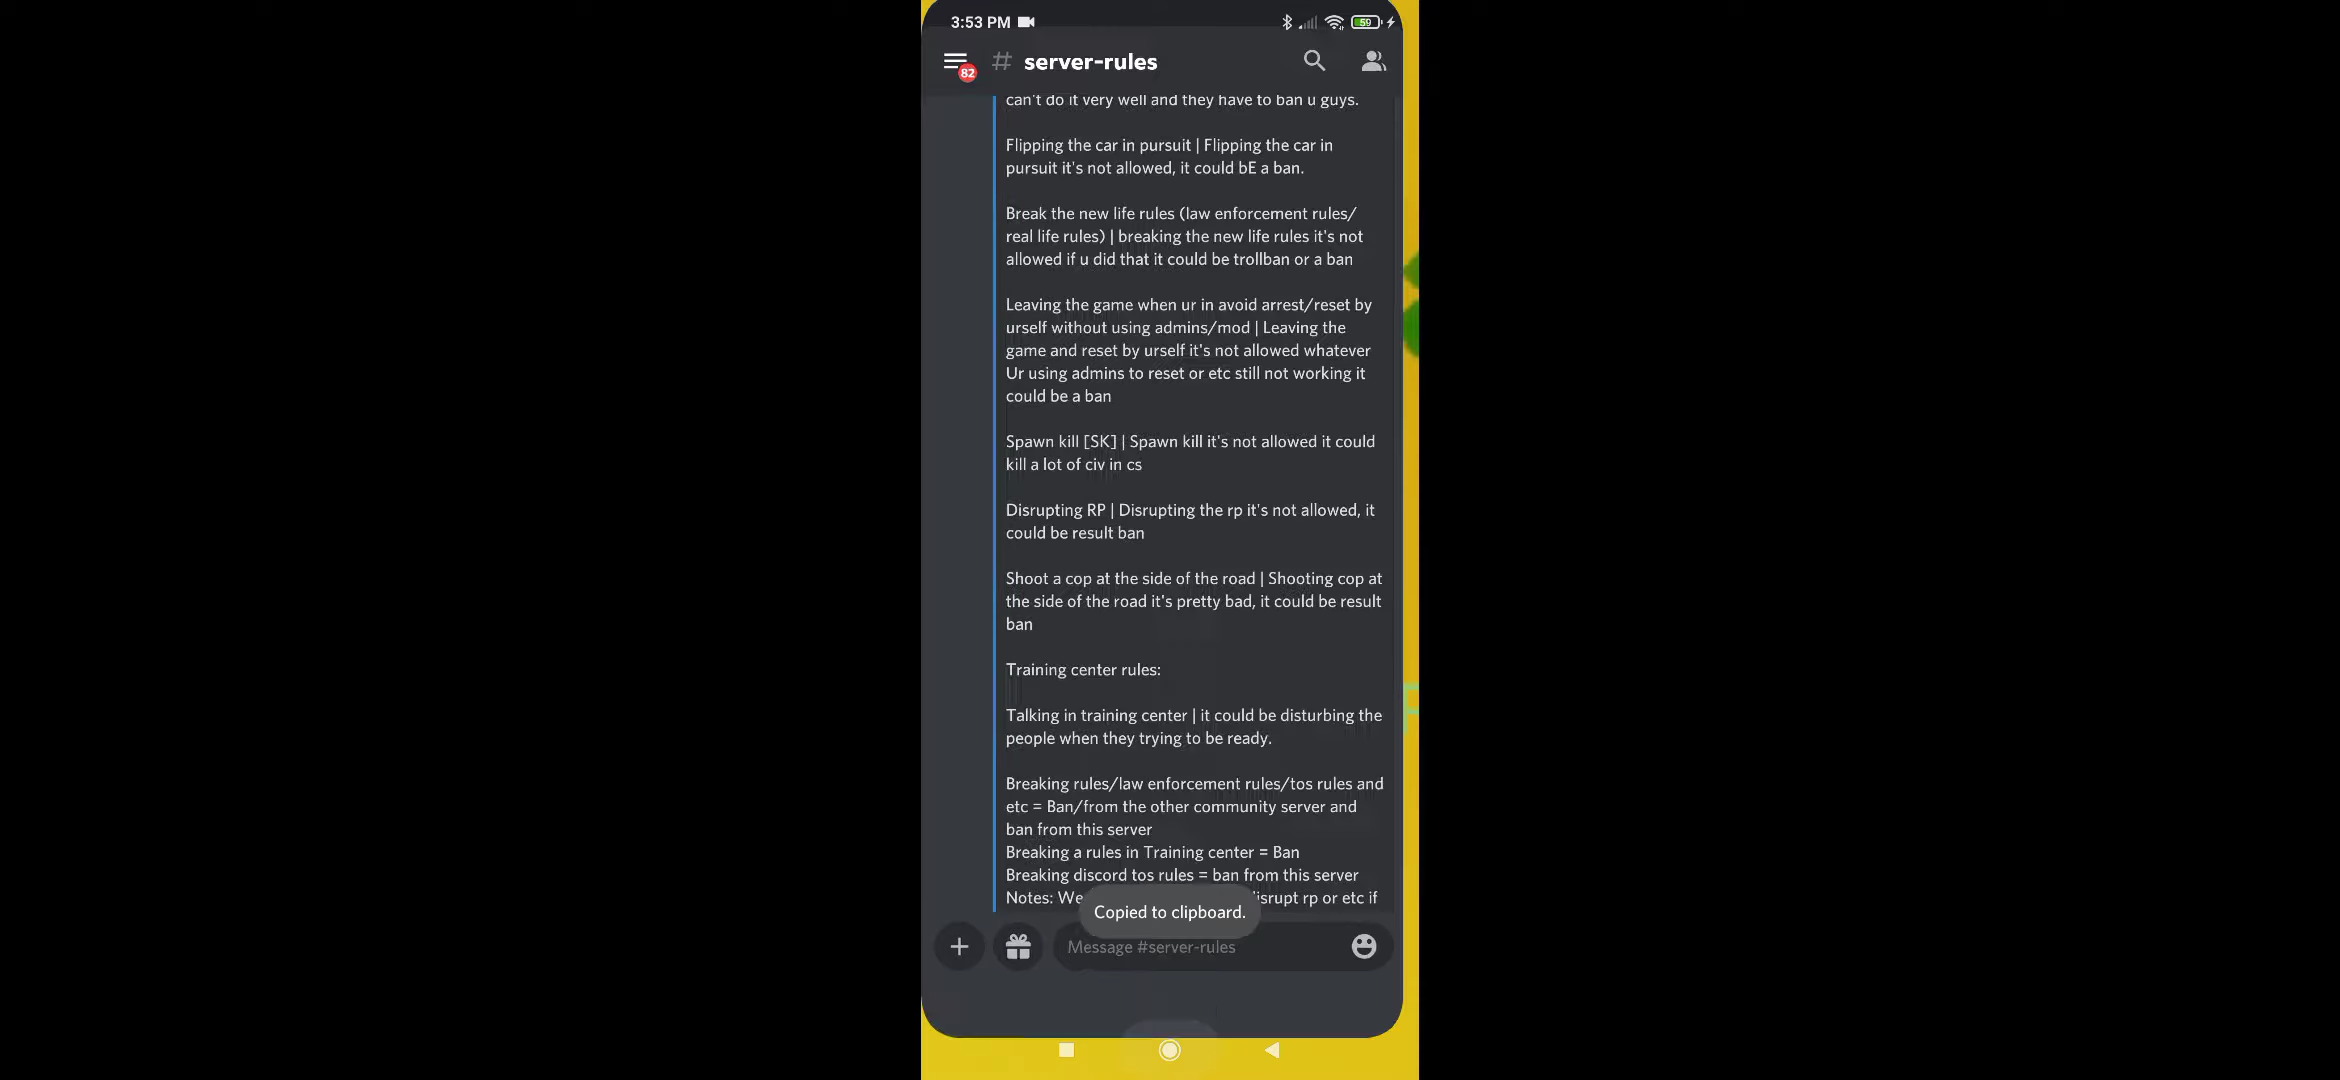 3:53 PM
59
82
# server-rules
can't do it very well and they have to ban u guys.
Flipping the car in pursuit | Flipping the car in
pursuit it's not allowed, it could bE a ban.
Break the new life rules (law enforcement rules/
real life rules) | breaking the new life rules it's not
allowed if u did that it could be trollban or a ban
Leaving the game when ur in avoid arrest/reset by
urself without using admins/mod | Leaving the
game and reset by urself it's not allowed whatever
Ur using admins to reset or etc still not working it
could be a ban
Spawn kill [SK] | Spawn kill it's not allowed it could
kill a lot of civ in cs
Disrupting RP | Disrupting the rp it's not allowed, it
could be result ban
Shoot a cop at the side of the road | Shooting cop at
the side of the road it's pretty bad, it could be result
ban
Training center rules:
Talking in training center | it could be disturbing the
people when they trying to be ready.
Breaking rules/law enforcement rules/tos rules and
etc = Ban/from the other community server and
ban from this server
Breaking a rules in Training center = Ban
Breaking discord tos rules = ban from this server
Notes: We rp or etc if
Copied to clipboard.
Message #server-rules